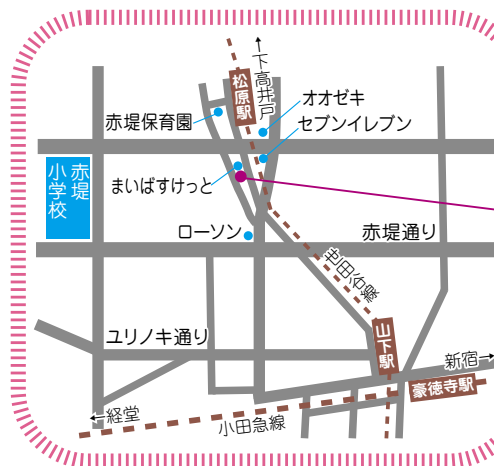 ←下高井戸
松原駅
オオゼキ
赤堤保育園
セブンイレブン
赤堤
小学校
まいばすけっと
ローソン
赤堤通り
世田谷線
ユリノキ通り
山下駅
新宿→
豪徳寺駅
←経堂
小田急線